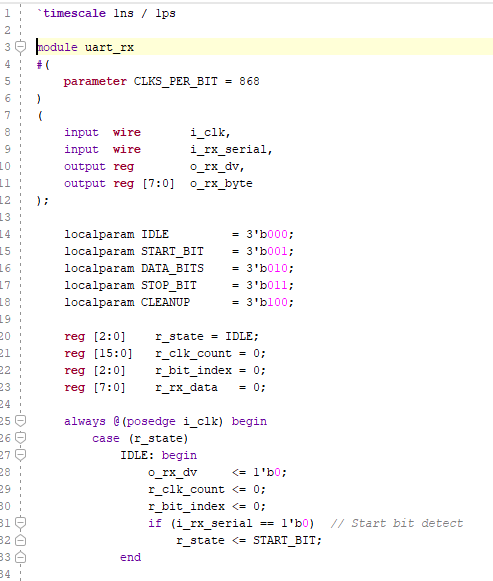 1 `timescale 1ns / 1ps
2
3 module uart_rx
4 #(
5     parameter CLKS_PER_BIT = 868
6 )
7 (
8     input  wire       i_clk,
9     input  wire       i_rx_serial,
10     output reg        o_rx_dv,
11     output reg [7:0]  o_rx_byte
12 );
13
14     localparam IDLE         = 3'b000;
15     localparam START_BIT    = 3'b001;
16     localparam DATA_BITS    = 3'b010;
17     localparam STOP_BIT     = 3'b011;
18     localparam CLEANUP      = 3'b100;
19
20     reg [2:0]    r_state = IDLE;
21     reg [15:0]   r_clk_count = 0;
22     reg [2:0]    r_bit_index = 0;
23     reg [7:0]    r_rx_data   = 0;
24
25     always @(posedge i_clk) begin
26         case (r_state)
27             IDLE: begin
28                 o_rx_dv     <= 1'b0;
29                 r_clk_count <= 0;
30                 r_bit_index <= 0;
31                 if (i_rx_serial == 1'b0)  // Start bit detect
32                     r_state <= START_BIT;
33             end
34